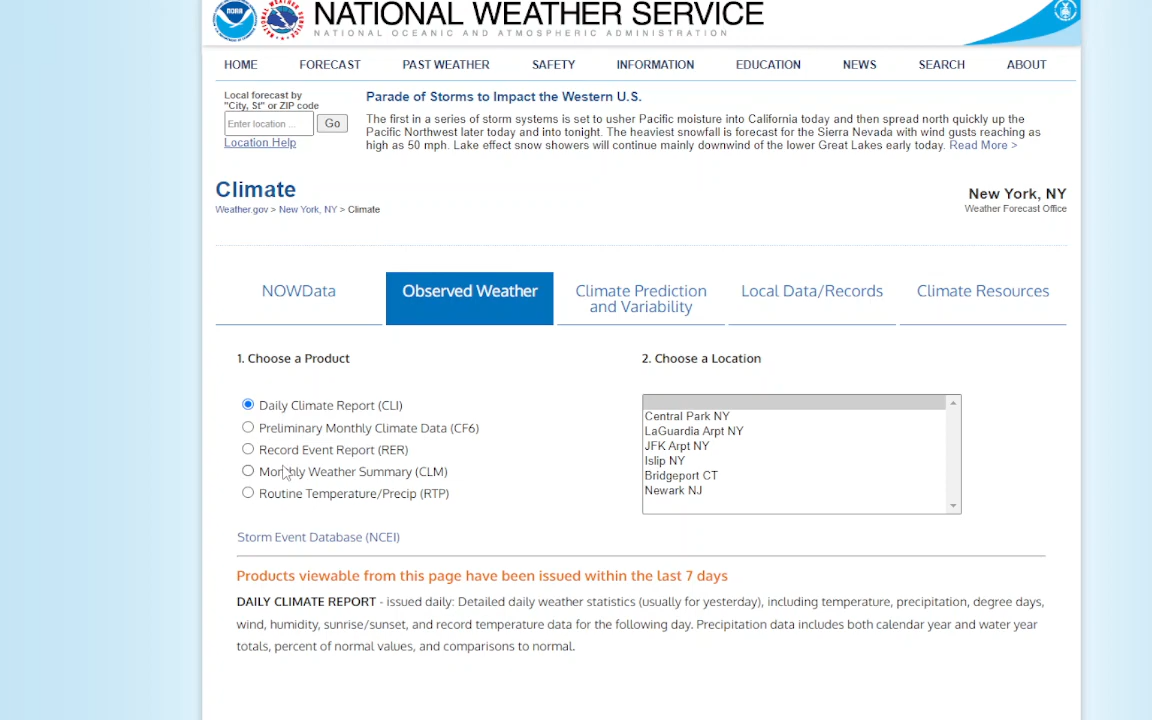 NOAA
NATIONAL WEATHER SERVICE
NATIONAL OCEANIC AND ATMOSPHERIC ADMINISTRATION
HOME FORECAST PAST WEATHER SAFETY INFORMATION EDUCATION NEWS SEARCH ABOUT
Local forecast by
"City, St" or ZIP code
Enter location ... Go
Location Help
Parade of Storms to Impact the Western U.S.
The first in a series of storm systems is set to usher Pacific moisture into California today and then spread north quickly up the
Pacific Northwest later today and into tonight. The heaviest snowfall is forecast for the Sierra Nevada with wind gusts reaching as
high as 50 mph. Lake effect snow showers will continue mainly downwind of the lower Great Lakes early today. Read More >
Climate
Weather.gov > New York, NY > Climate
New York, NY
Weather Forecast Office
NOWData
Observed Weather
Climate Prediction
and Variability
Local Data/Records
Climate Resources
1. Choose a Product
Daily Climate Report (CLI)
Preliminary Monthly Climate Data (CF6)
Record Event Report (RER)
Monthly Weather Summary (CLM)
Routine Temperature/Precip (RTP)
Storm Event Database (NCEI)
2. Choose a Location
Central Park NY
LaGuardia Arpt NY
JFK Arpt NY
Islip NY
Bridgeport CT
Newark NJ
Products viewable from this page have been issued within the last 7 days
DAILY CLIMATE REPORT - issued daily: Detailed daily weather statistics (usually for yesterday), including temperature, precipitation, degree days,
wind, humidity, sunrise/sunset, and record temperature data for the following day. Precipitation data includes both calendar year and water year
totals, percent of normal values, and comparisons to normal.